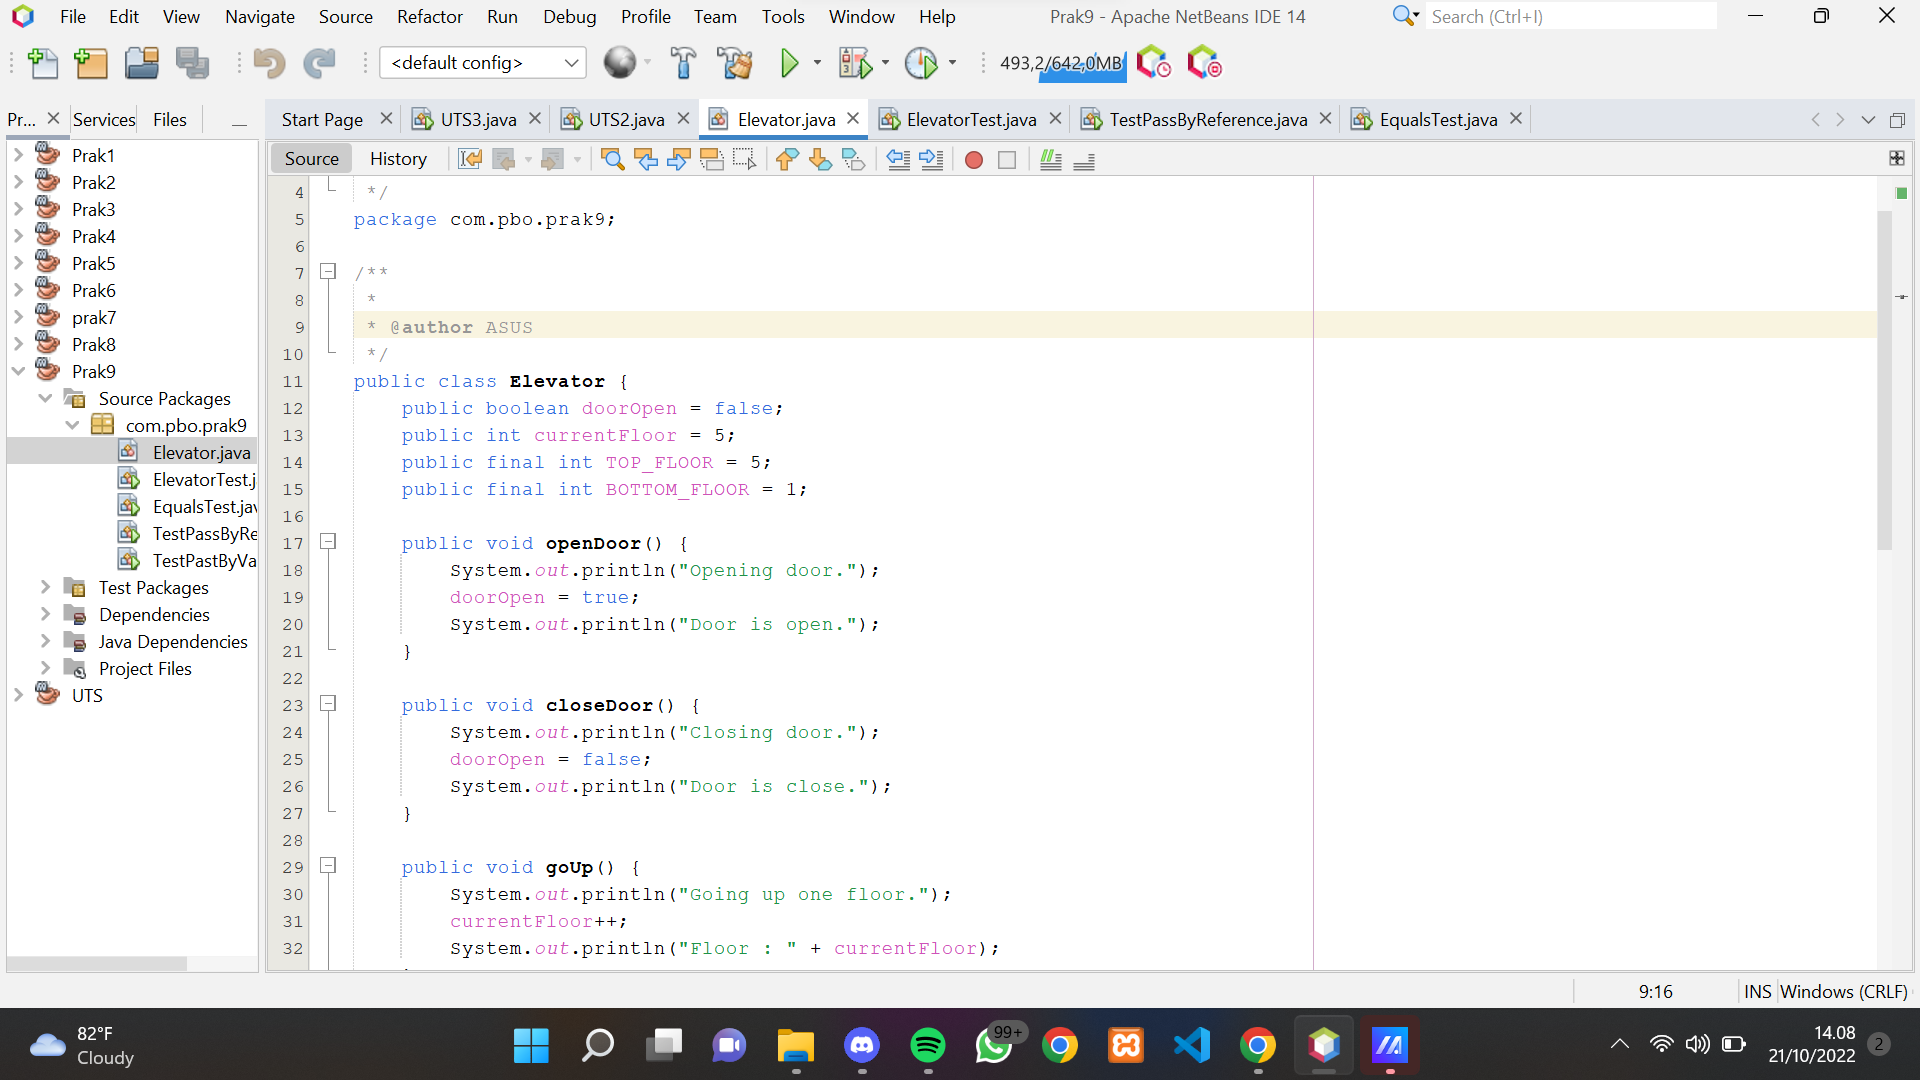 File Edit View Navigate Source Refactor Run Debug Profile Team Tools Window Help Prak9 - Apache NetBeans IDE 14 Search (Ctrl+I)
<default config> 493,2/642,0MB
Pr... Services Files Start Page UTS3.java UTS2.java Elevator.java ElevatorTest.java TestPassByReference.java EqualsTest.java
Source History
Prak1
Prak2
Prak3
Prak4
Prak5
Prak6
prak7
Prak8
Prak9
Source Packages
com.pbo.prak9
Elevator.java
ElevatorTest.j
EqualsTest.jav
TestPassByRe
TestPastByVa
Test Packages
Dependencies
Java Dependencies
Project Files
UTS
4 */
5 package com.pbo.prak9;
6
7 /**
8 *
9 * @author ASUS
10 */
11 public class Elevator {
12 public boolean doorOpen = false;
13 public int currentFloor = 5;
14 public final int TOP_FLOOR = 5;
15 public final int BOTTOM_FLOOR = 1;
16
17 public void openDoor() {
18 System.out.println("Opening door.");
19 doorOpen = true;
20 System.out.println("Door is open.");
21 }
22
23 public void closeDoor() {
24 System.out.println("Closing door.");
25 doorOpen = false;
26 System.out.println("Door is close.");
27 }
28
29 public void goUp() {
30 System.out.println("Going up one floor.");
31 currentFloor++;
32 System.out.println("Floor : " + currentFloor);
9:16 INS Windows (CRLF)
82°F
Cloudy
99+
14.08
21/10/2022
2